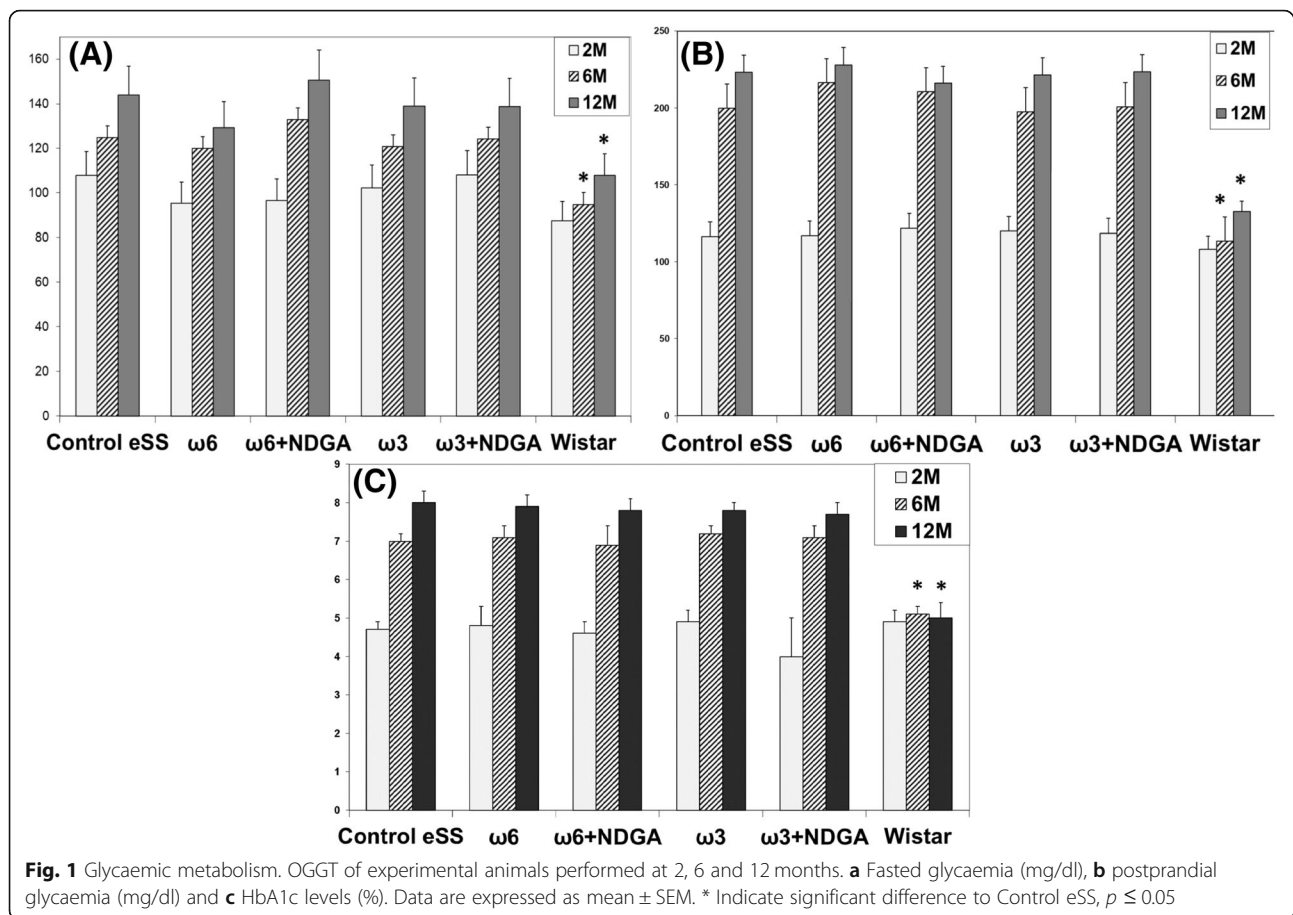 (A)
2M
6M
12M
160
140
120
100
80
60
40
20
0
* *
Control eSS ω6 ω6+NDGA ω3 ω3+NDGA Wistar
(B)
2M
6M
12M
250
200
150
100
50
0
* *
Control eSS ω6 ω6+NDGA ω3 ω3+NDGA Wistar
(C)
2M
6M
12M
9
8
7
6
5
4
3
2
1
0
* *
Control eSS ω6 ω6+NDGA ω3 ω3+NDGA Wistar
Fig. 1 Glycaemic metabolism. OGGT of experimental animals performed at 2, 6 and 12 months. a Fasted glycaemia (mg/dl), b postprandial
glycaemia (mg/dl) and c HbA1c levels (%). Data are expressed as mean ± SEM. * Indicate significant difference to Control eSS, p ≤ 0.05